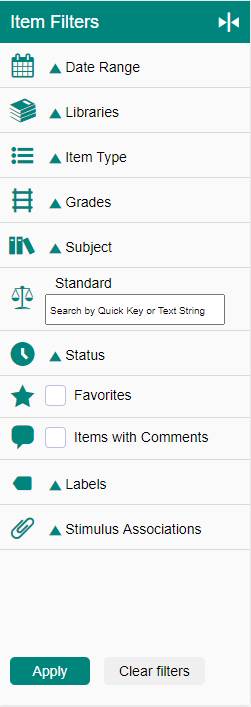 Item Filters
Date Range
Libraries
Item Type
Grades
Subject
Standard
Search by Quick Key or Text String
Status
Favorites
Items with Comments
Labels
Stimulus Associations
Apply
Clear filters